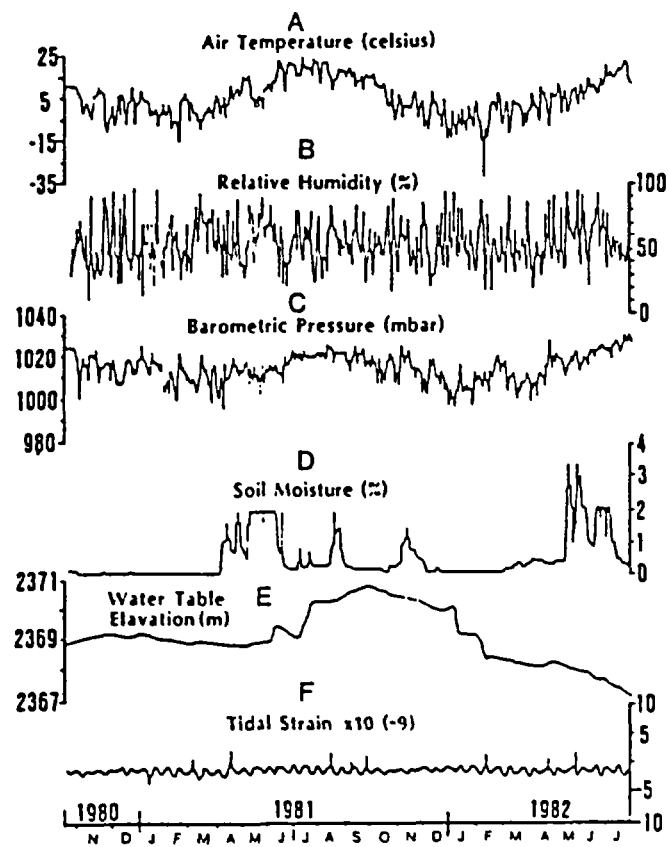 A
Air Temperature (celsius)
25
5
-15
-35
B
Relative Humidity (%)
100
50
0
C
Barometric Pressure (mbar)
1040
1020
1000
980
D
Soil Moisture (%)
4
3
2
1
0
E
Water Table
Elavation (m)
2371
2369
2367
F
Tidal Strain x10 (-9)
10
5
-5
10
1980 1981 1982
N D J F M A M J J A S O N D J F M A M J J